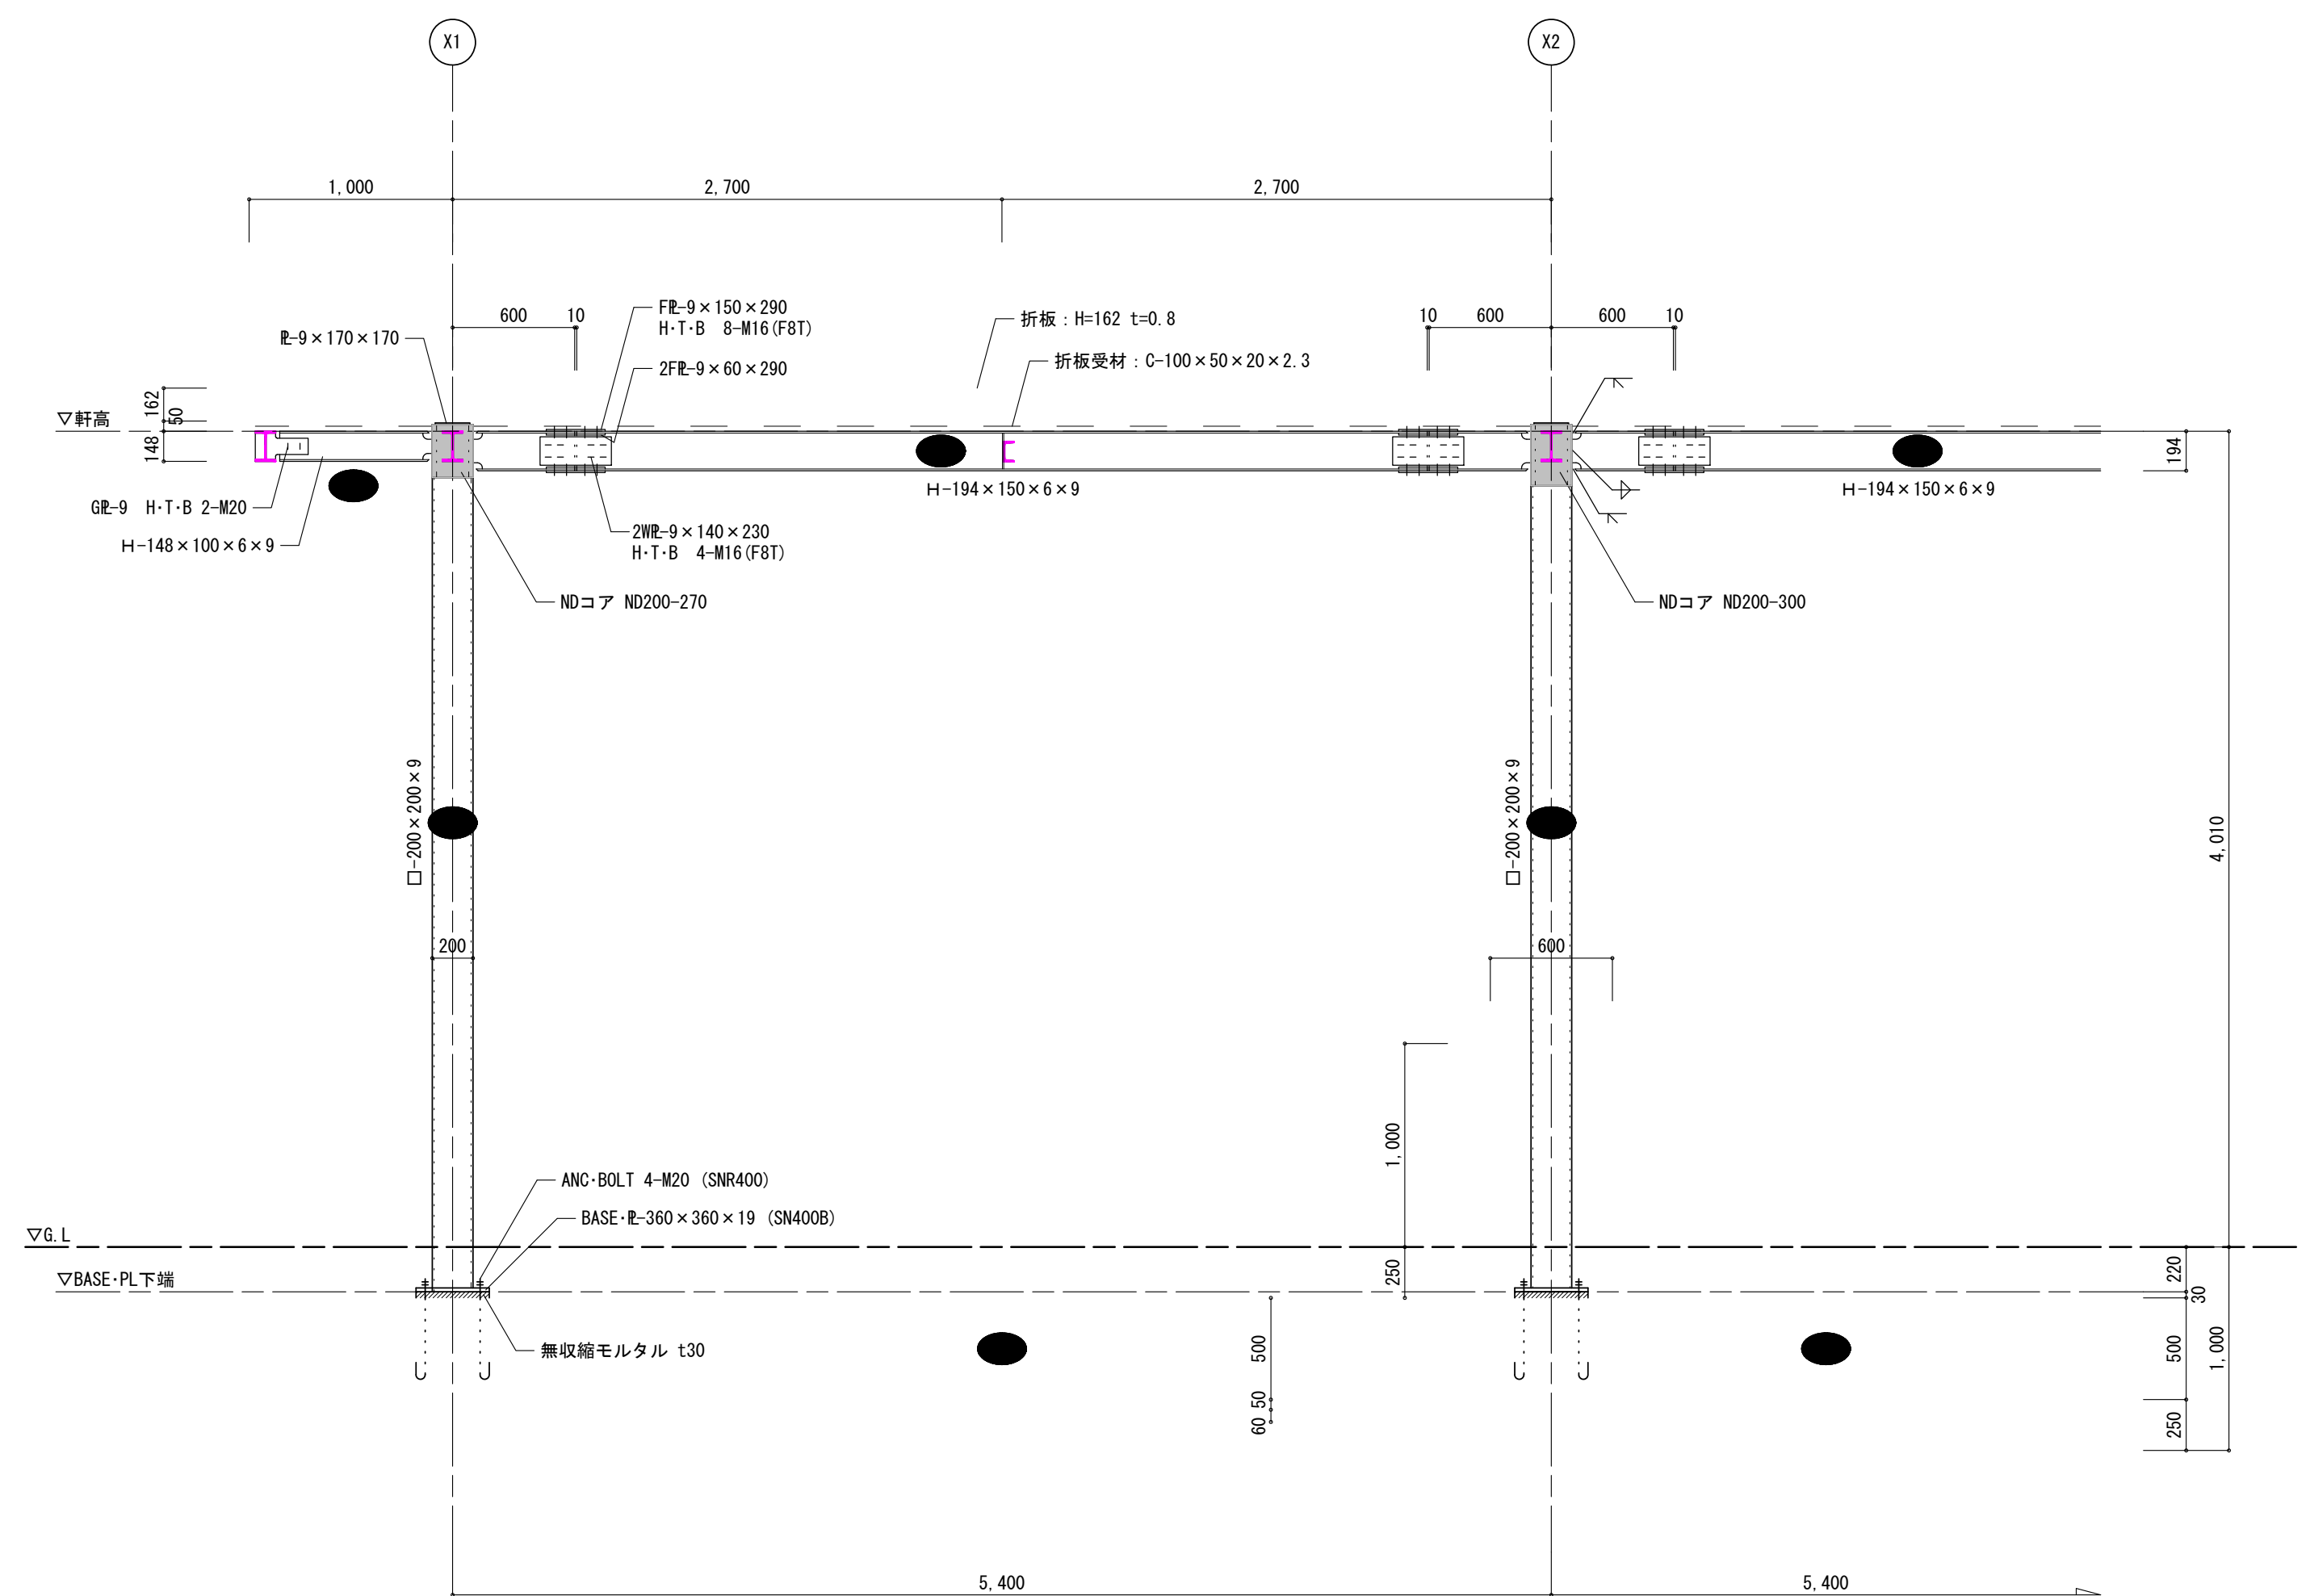 X1
X2
1,000
2,700
2,700
600
10
FPL-9×150×290
H·T·B 8-M16(F8T)
2FPL-9×60×290
折板：H=162 t=0.8
折板受材：C-100×50×20×2.3
10
600
600
10
PL-9×170×170
162
50
148
▽軒高
GPL-9 H·T·B 2-M20
H-148×100×6×9
H-194×150×6×9
H-194×150×6×9
194
2WPL-9×140×230
H·T·B 4-M16(F8T)
NDコア ND200-270
NDコア ND200-300
□-200×200×9
□-200×200×9
4,010
200
600
1,000
ANC·BOLT 4-M20 (SNR400)
BASE·PL-360×360×19 (SN400B)
▽G.L
▽BASE·PL下端
250
220
30
無収縮モルタル t30
500
50
60
500
250
1,000
5,400
5,400